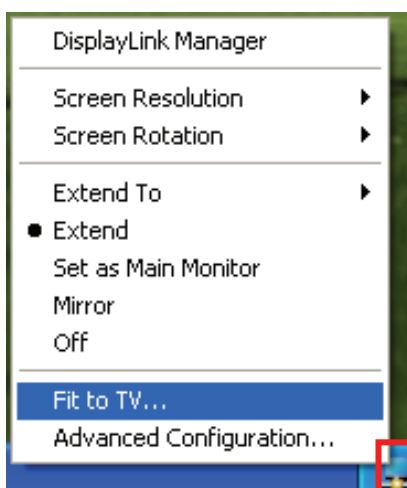 DisplayLink Manager
Screen Resolution
Screen Rotation
Extend To
Extend
Set as Main Monitor
Mirror
Off
Fit to TV...
Advanced Configuration...